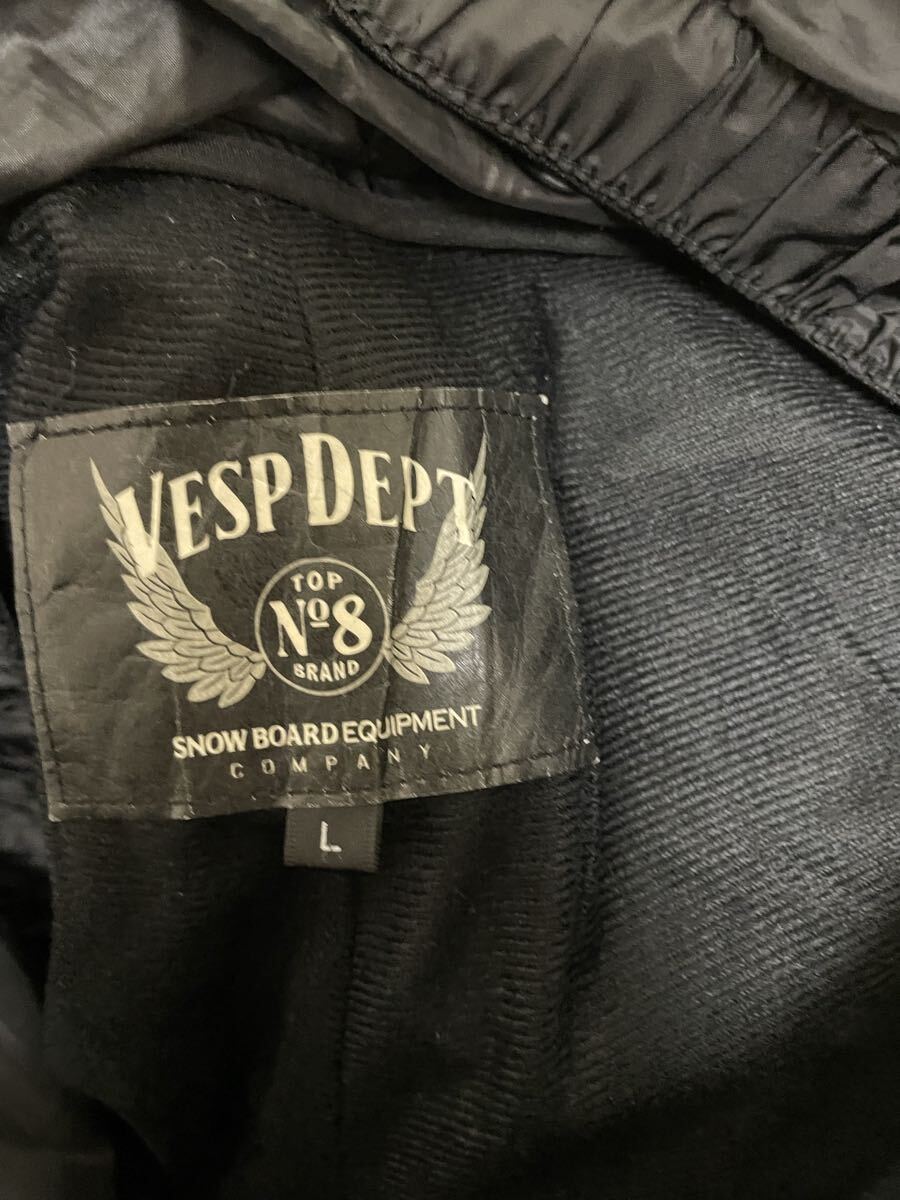 VESP DEPT
TOP
Nº8
BRAND
SNOW BOARD EQUIPMENT
COMPANY
L